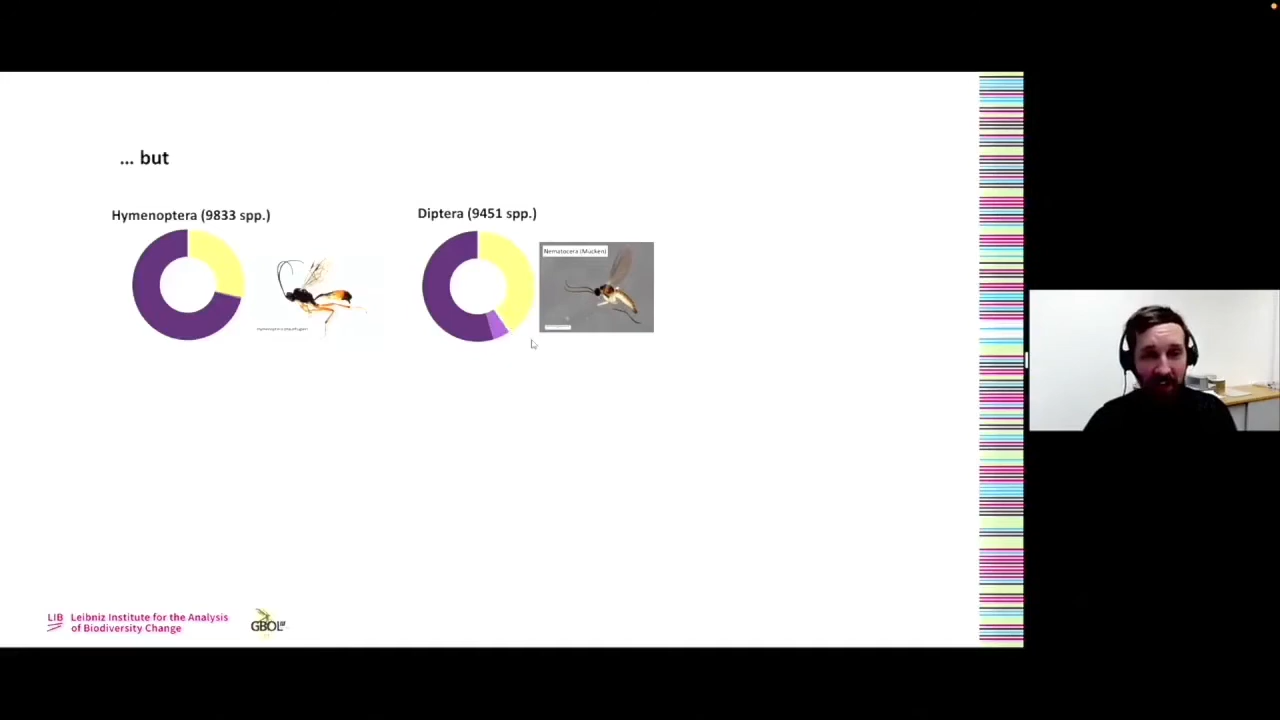 ... but
Hymenoptera (9833 spp.)
Diptera (9451 spp.)
Nematocera (Mücken)
LIB Leibniz Institute for the Analysis
of Biodiversity Change
GBOL